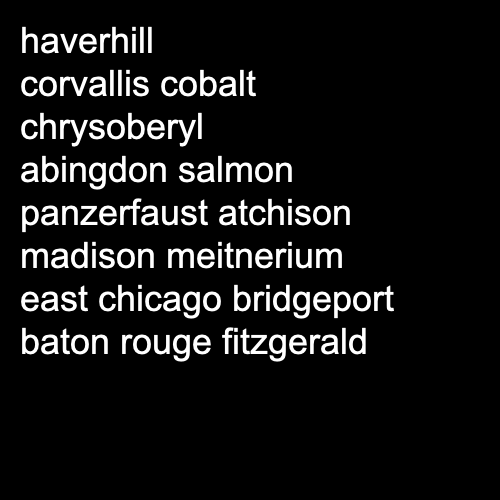 haverhill
corvallis cobalt
chrysoberyl
abingdon salmon
panzerfaust atchison
madison meitnerium
east chicago bridgeport
baton rouge fitzgerald